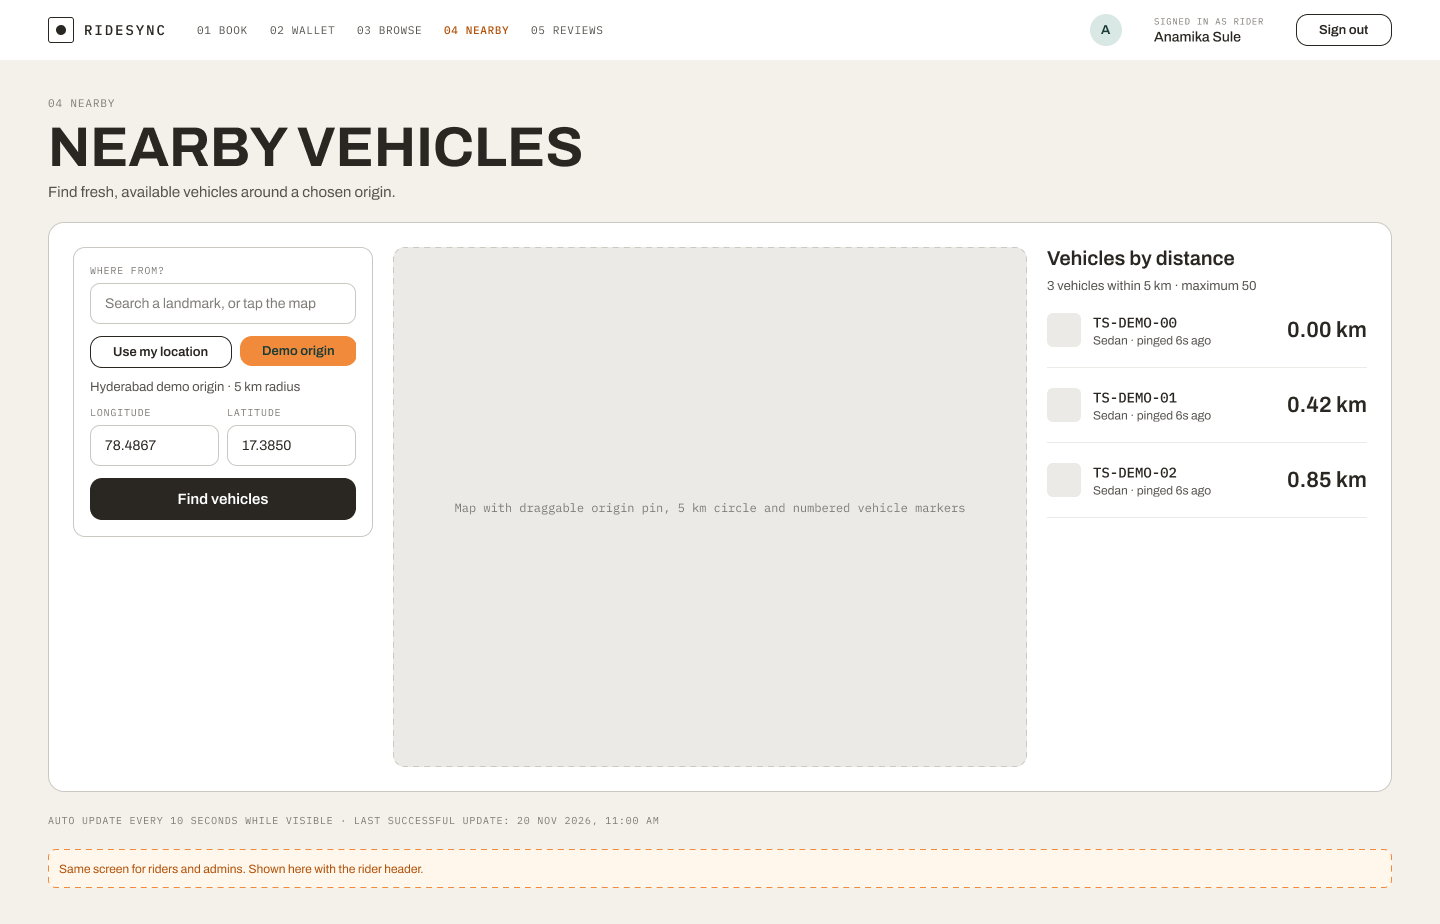 RIDESYNC
01 BOOK
02 WALLET
03 BROWSE
04 NEARBY
05 REVIEWS
A
SIGNED IN AS RIDER
Anamika Sule
Sign out
04 NEARBY
NEARBY VEHICLES
Find fresh, available vehicles around a chosen origin.
WHERE FROM?
Search a landmark, or tap the map
Use my location
Demo origin
Hyderabad demo origin · 5 km radius
LONGITUDE
LATITUDE
78.4867
17.3850
Find vehicles
Map with draggable origin pin, 5 km circle and numbered vehicle markers
Vehicles by distance
3 vehicles within 5 km · maximum 50
TS-DEMO-00
Sedan · pinged 6s ago
0.00 km
TS-DEMO-01
Sedan · pinged 6s ago
0.42 km
TS-DEMO-02
Sedan · pinged 6s ago
0.85 km
AUTO UPDATE EVERY 10 SECONDS WHILE VISIBLE · LAST SUCCESSFUL UPDATE: 20 NOV 2026, 11:00 AM
Same screen for riders and admins. Shown here with the rider header.